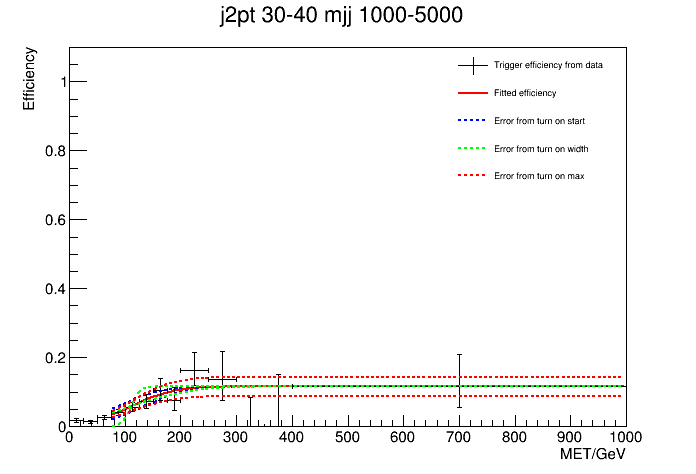 j2pt 30-40 mjj 1000-5000
Efficiency
Trigger efficiency from data
Fitted efficiency
Error from turn on start
Error from turn on width
Error from turn on max
1
0.8
0.6
0.4
0.2
0
0 100 200 300 400 500 600 700 800 900 1000
MET/GeV